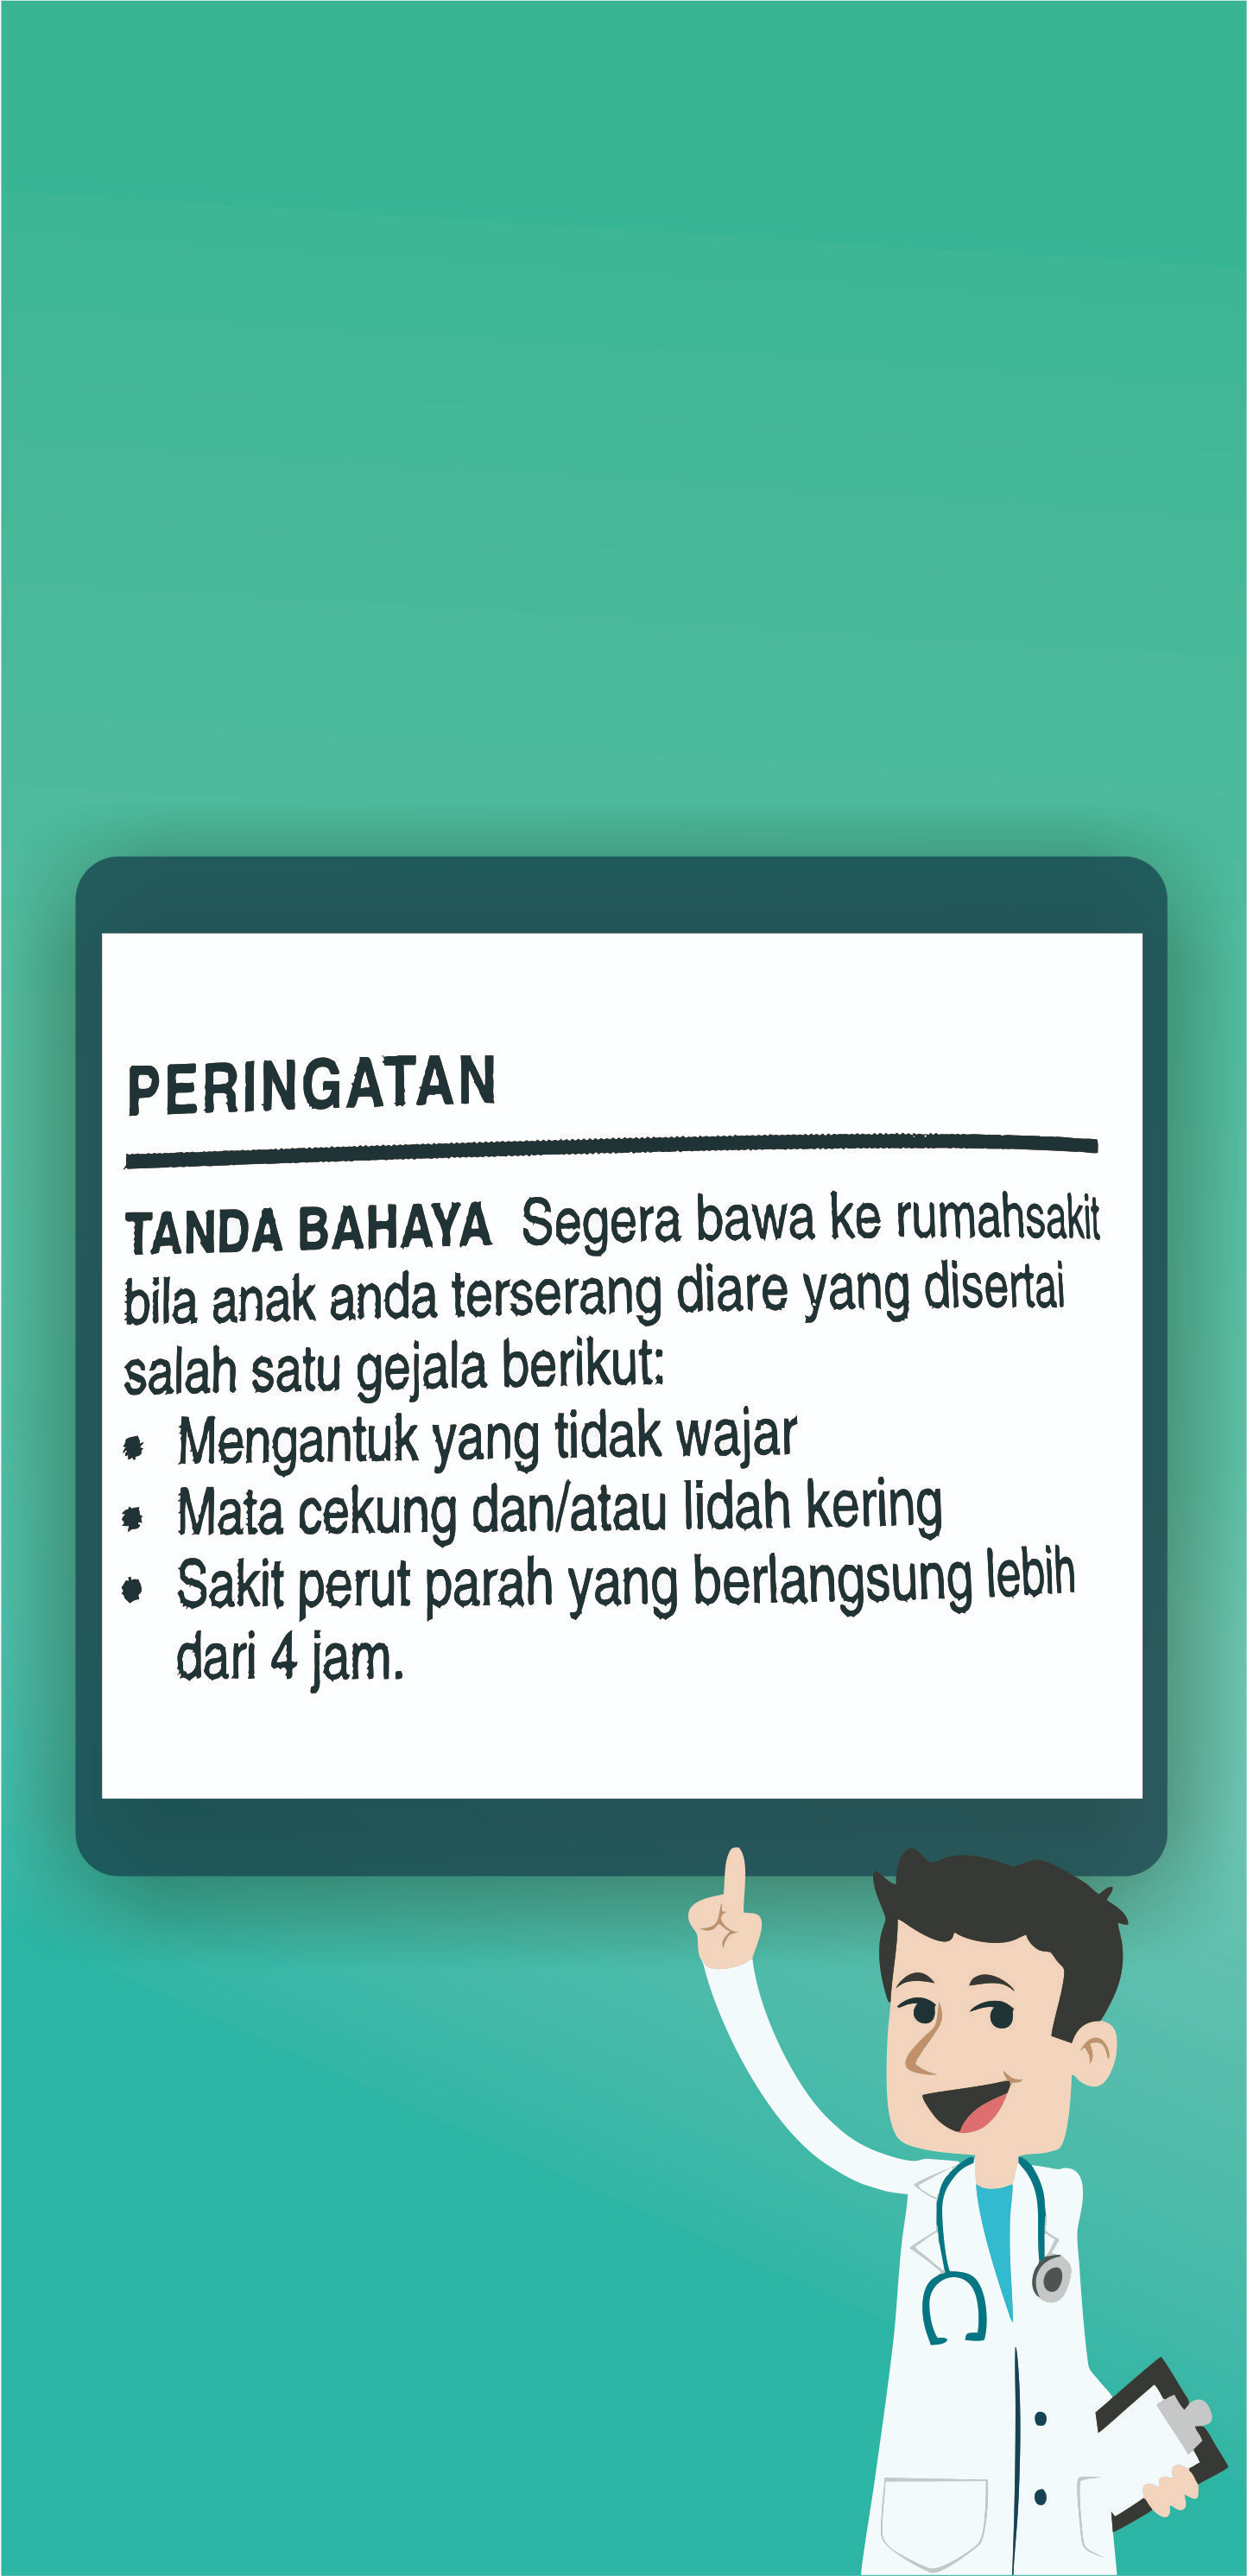 PERINGATAN
TANDA BAHAYA Segera bawa ke rumahsakit
bila anak anda terserang diare yang disertai
salah satu gejala berikut:
• Mengantuk yang tidak wajar
• Mata cekung dan/atau lidah kering
• Sakit perut parah yang berlangsung lebih
dari 4 jam.